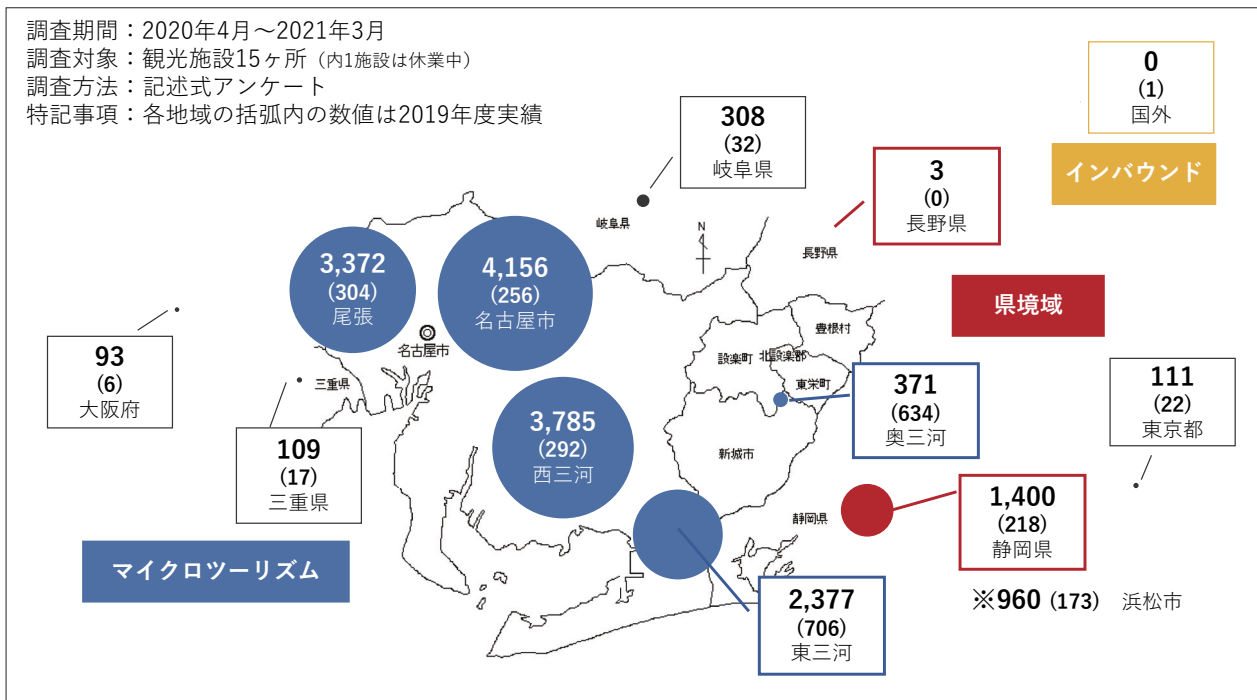 調査期間：2020年4月～2021年3月
調査対象：観光施設15ヶ所（内1施設は休業中）
調査方法：記述式アンケート
特記事項：各地域の括弧内の数値は2019年度実績
0
(1)
国外
インバウンド
308
(32)
岐阜県
3
(0)
長野県
岐阜県
N
長野県
3,372
(304)
尾張
4,156
(256)
名古屋市
名古屋市
県境域
豊根村
設楽町
北設楽郡
東栄町
93
(6)
大阪府
三重県
371
(634)
奥三河
111
(22)
東京都
109
(17)
三重県
3,785
(292)
西三河
新城市
静岡県
1,400
(218)
静岡県
マイクロツーリズム
2,377
(706)
東三河
※960 (173) 浜松市